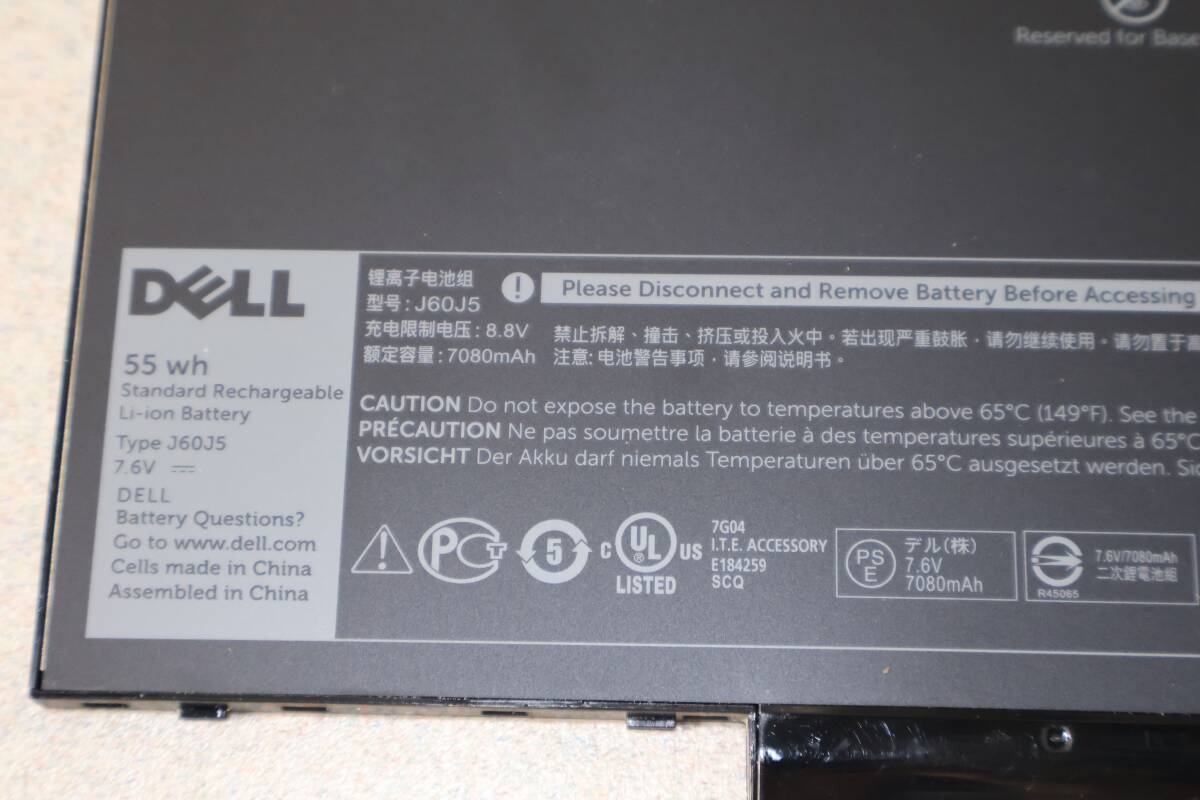 Reserved for Base
DELL
55 wh
Standard Rechargeable
Li-ion Battery
Type J60J5
7.6V
DELL
Battery Questions?
Go to www.dell.com
Cells made in China
Assembled in China
锂离子电池组
型号: J60J5
充电限制电压: 8.8V
额定容量: 7080mAh
! Please Disconnect and Remove Battery Before Accessing
禁止拆解、撞击、挤压或投入火中。若出现严重鼓胀,请勿继续使用。请勿置于高
注意: 电池警告事项,请参阅说明书。
CAUTION Do not expose the battery to temperatures above 65°C (149°F). See the
PRÉCAUTION Ne pas soumettre la batterie à des températures supérieures à 65°C
VORSICHT Der Akku darf niemals Temperaturen über 65°C ausgesetzt werden. Sie
! PCT 5 C UL US
LISTED
7G04
I.T.E. ACCESSORY
E184259
SCQ
PS
E
デル(株)
7.6V
7080mAh
R45065
7.6V/7080mAh
二次鋰電池組